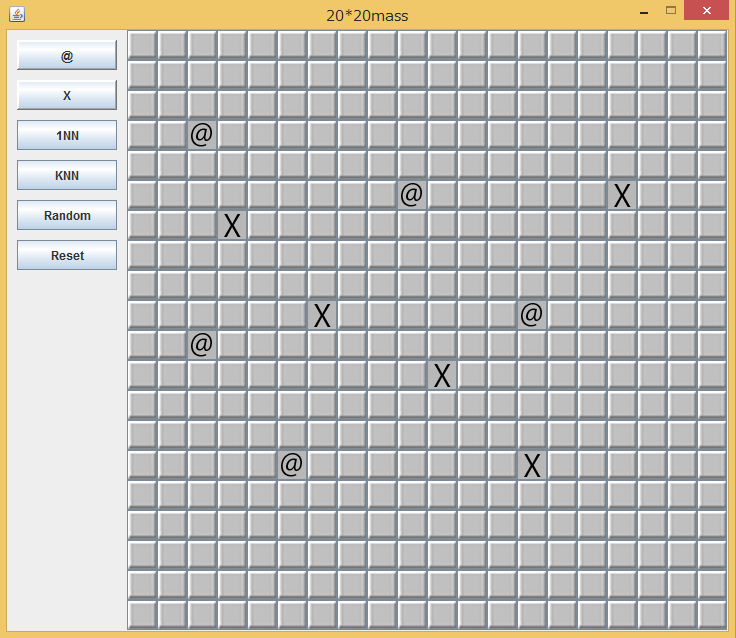 20*20mass
@
X
1NN
KNN
Random
Reset
@
@ X
X
X @
@
X
@ X